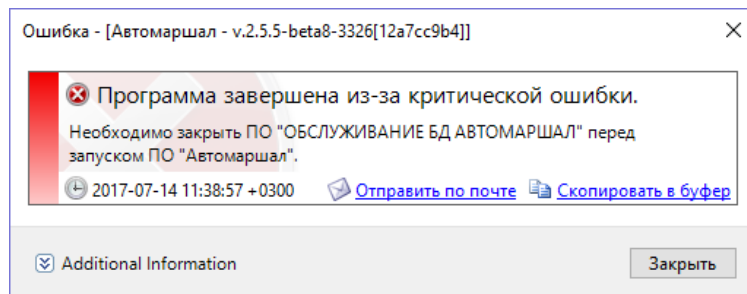 Ошибка - [Автомаршал - v.2.5.5-beta8-3326[12a7cc9b4]]
Программа завершена из-за критической ошибки.
Необходимо закрыть ПО "ОБСЛУЖИВАНИЕ БД АВТОМАРШАЛ" перед
запуском ПО "Автомаршал".
2017-07-14 11:38:57 +0300 Отправить по почте Скопировать в буфер
Additional Information Закрыть